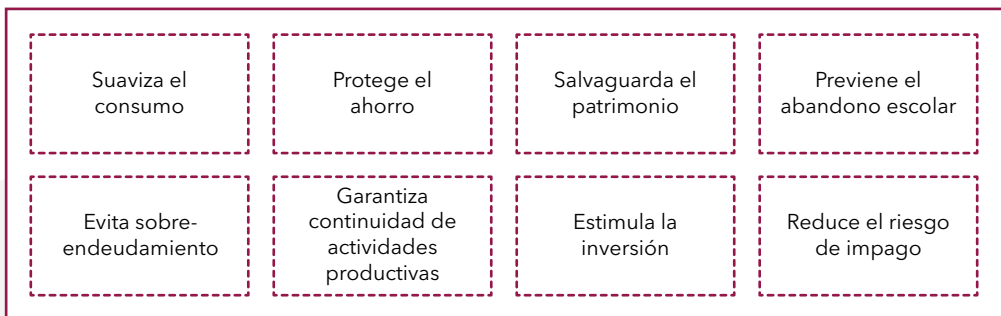 Suaviza el
consumo
Protege el
ahorro
Salvaguarda el
patrimonio
Previene el
abandono escolar
Evita sobre-
endeudamiento
Garantiza
continuidad de
actividades
productivas
Estimula la
inversión
Reduce el riesgo
de impago